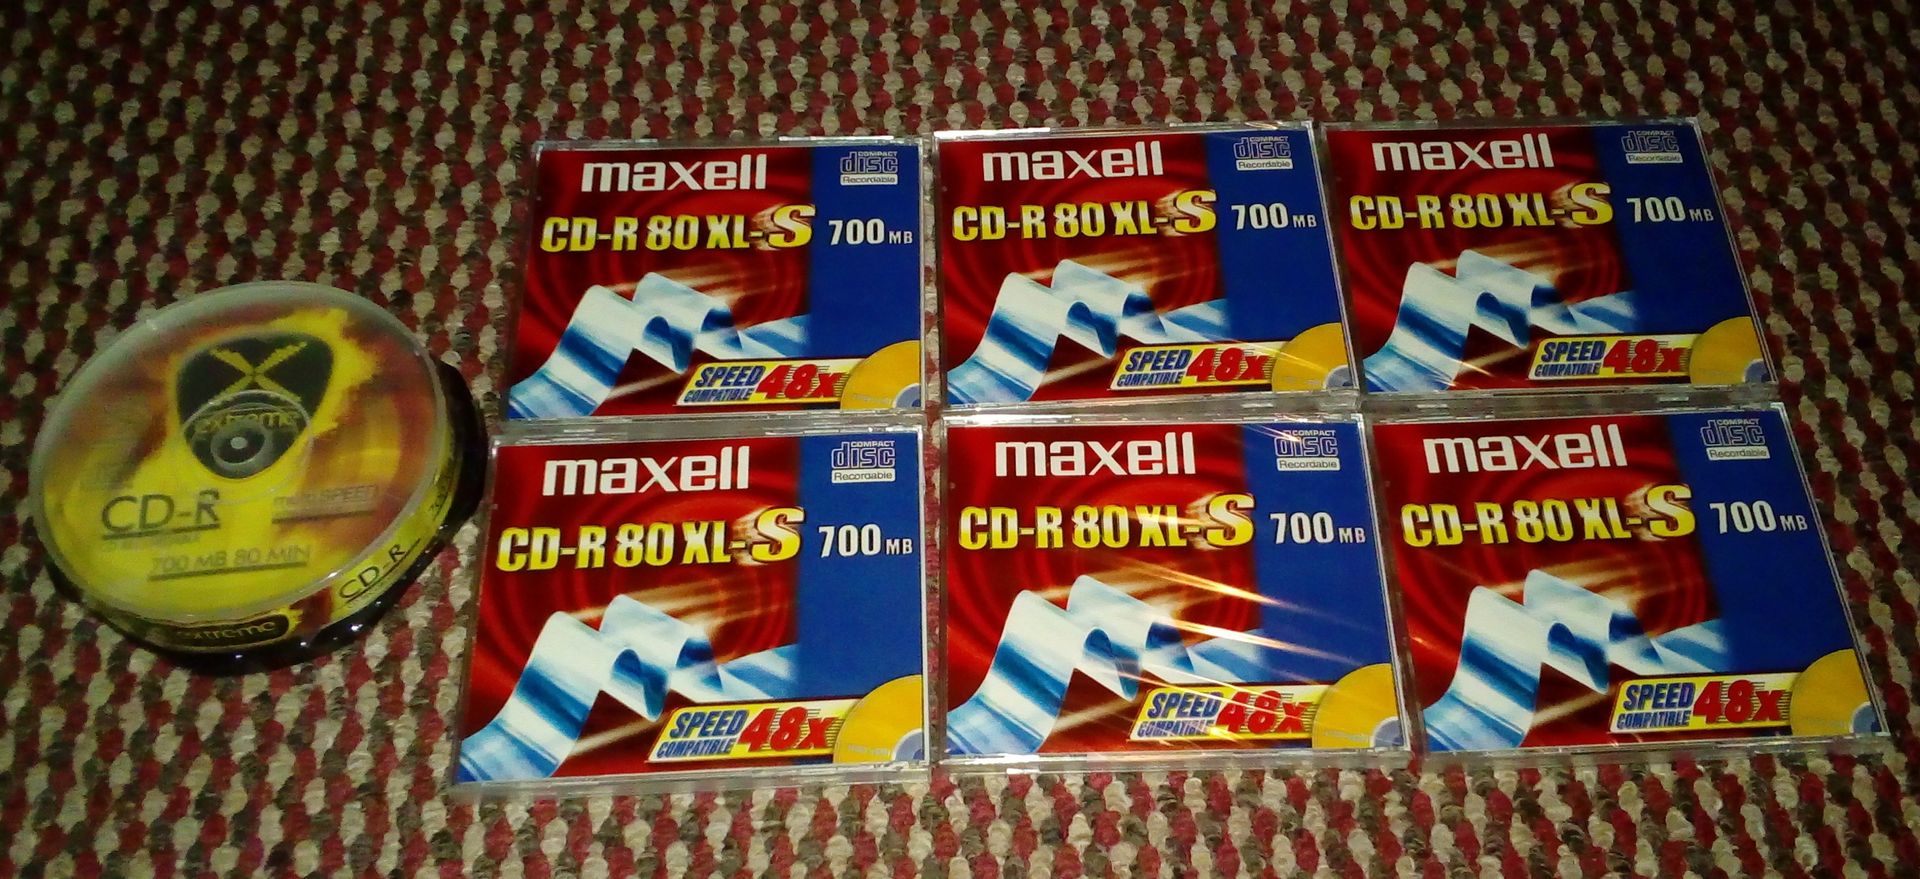 extreme
CD-R
MULTI SPEED
700 MB 80 MIN
CD-R
extreme
maxell
COMPACT
disc
Recordable
CD-R 80 XL-S 700 MB
SPEED
COMPATIBLE
48x
maxell
COMPACT
disc
Recordable
CD-R 80 XL-S 700 MB
SPEED
COMPATIBLE
48x
maxell
COMPACT
disc
Recordable
CD-R 80 XL-S 700 MB
SPEED
COMPATIBLE
48x
maxell
COMPACT
disc
Recordable
CD-R 80 XL-S 700 MB
SPEED
COMPATIBLE
48x
maxell
COMPACT
disc
Recordable
CD-R 80 XL-S 700 MB
SPEED
COMPATIBLE
48x
maxell
COMPACT
disc
Recordable
CD-R 80 XL-S 700 MB
SPEED
COMPATIBLE
48x